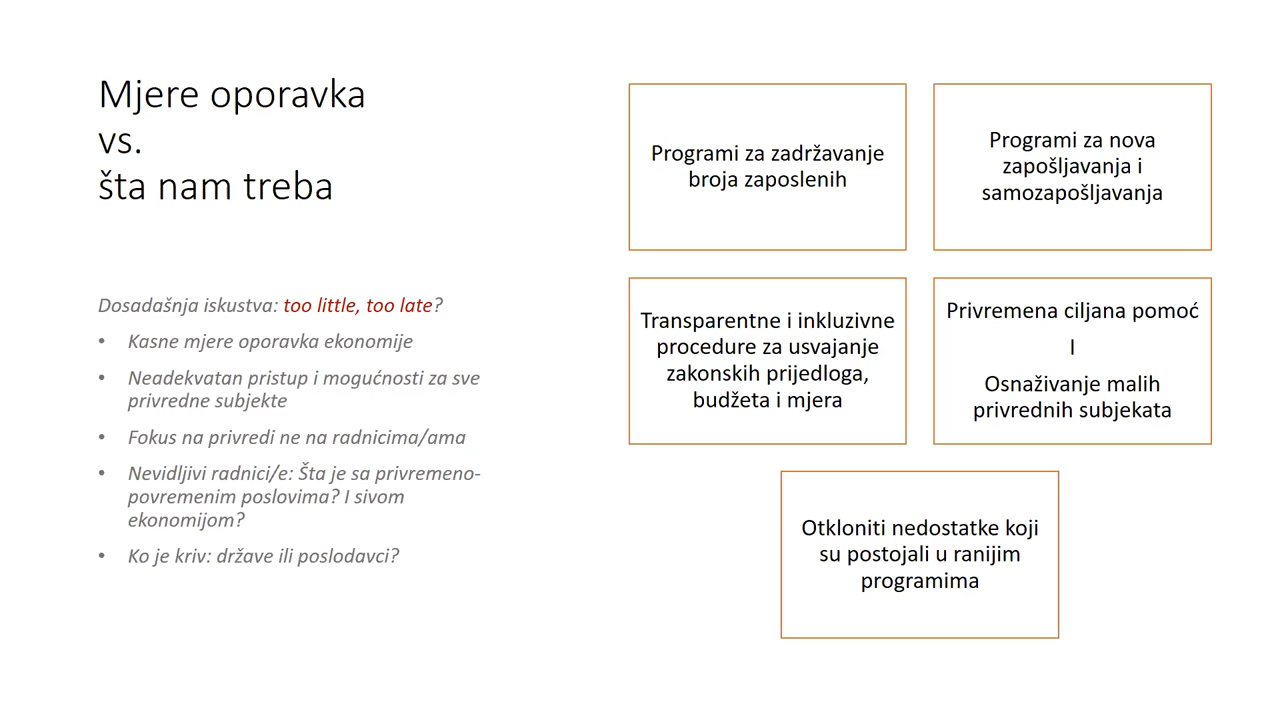 Mjere oporavka
vs.
šta nam treba
Dosadašnja iskustva: too little, too late?
• Kasne mjere oporavka ekonomije
• Neadekvatan pristup i mogućnosti za sve
privredne subjekte
• Fokus na privredi ne na radnicima/ama
• Nevidljivi radnici/e: Šta je sa privremeno-
povremenim poslovima? I sivom
ekonomijom?
• Ko je kriv: države ili poslodavci?
Programi za zadržavanje
broja zaposlenih
Programi za nova
zapošljavanja i
samozapošljavanja
Transparentne i inkluzivne
procedure za usvajanje
zakonskih prijedloga,
budžeta i mjera
Privremena ciljana pomoć
I
Osnaživanje malih
privrednih subjekata
Otkloniti nedostatke koji
su postojali u ranijim
programima